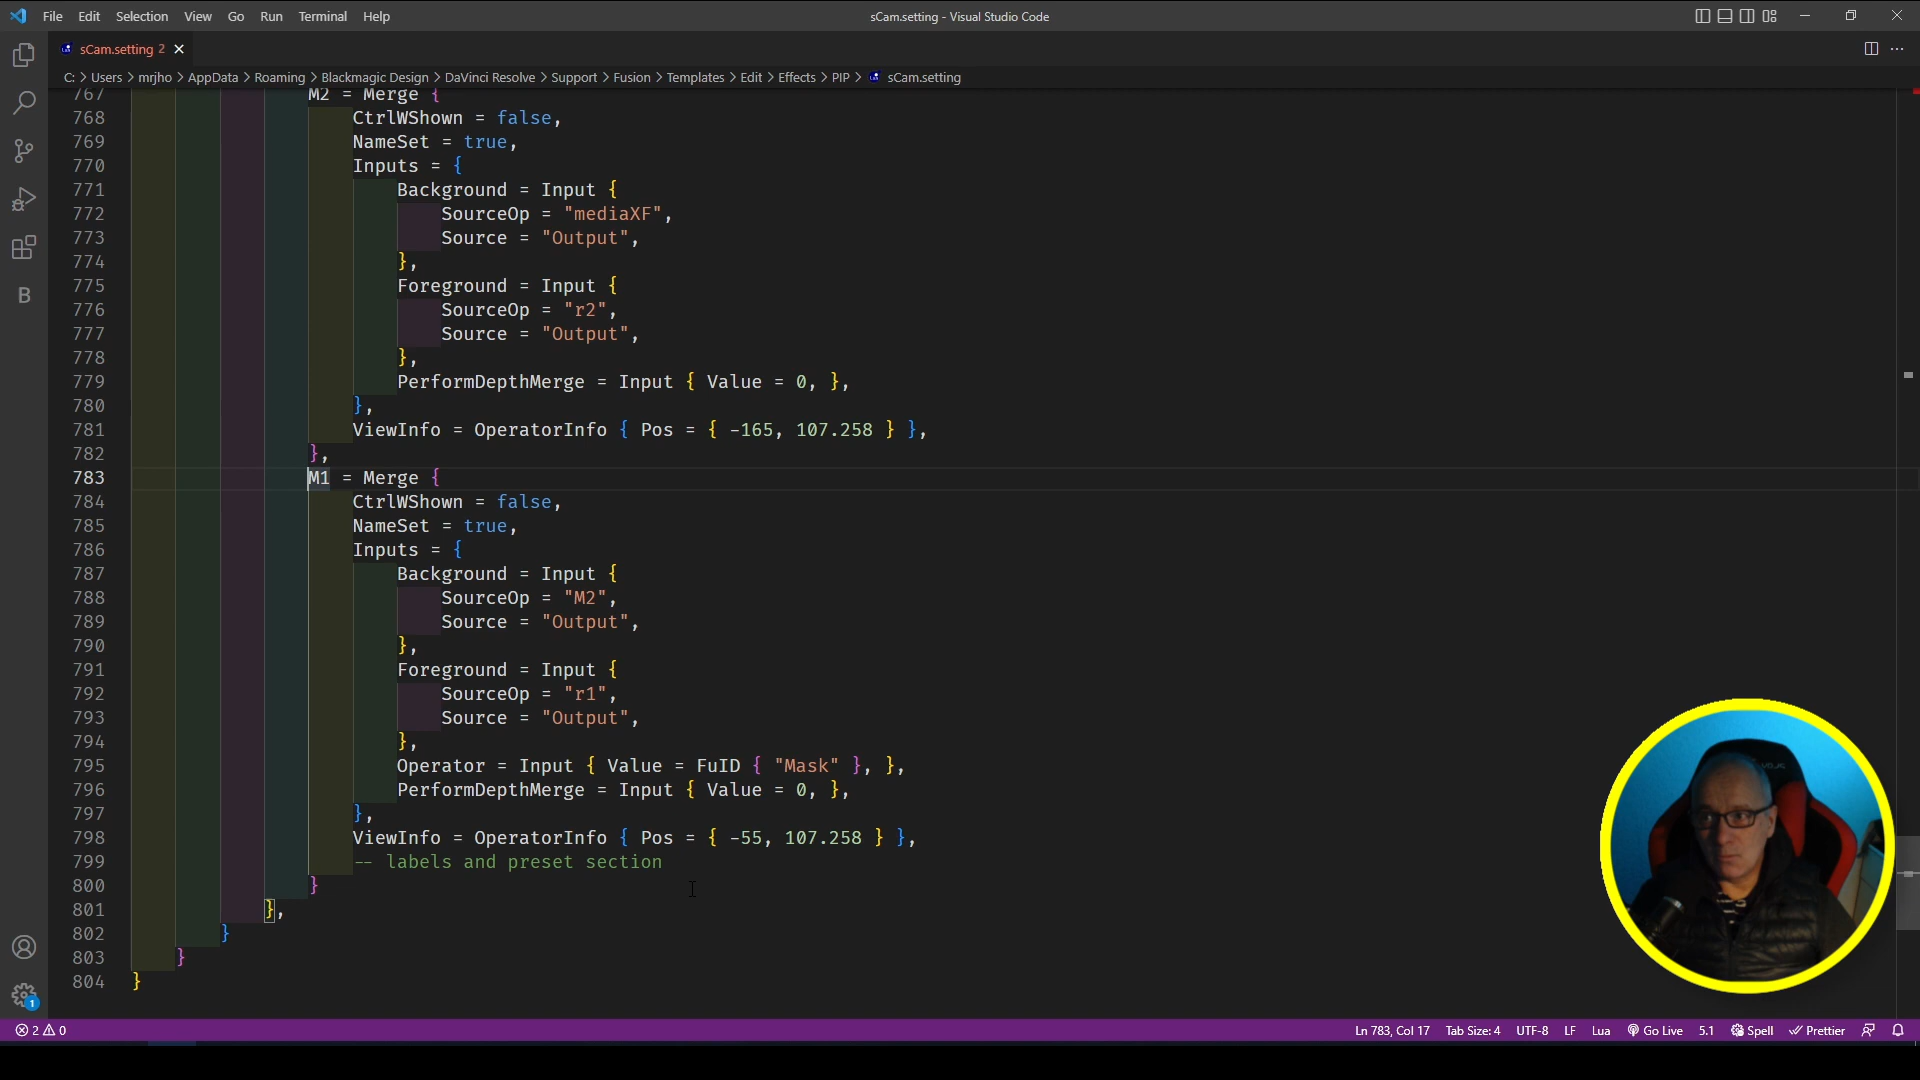 File Edit Selection View Go Run Terminal Help
sCam.setting - Visual Studio Code
sCam.setting 2
C: > Users > mrjho > AppData > Roaming > Blackmagic Design > DaVinci Resolve > Support > Fusion > Templates > Edit > Effects > PIP > sCam.setting
767 M2 = Merge {
768 CtrlWShown = false,
769 NameSet = true,
770 Inputs = {
771 Background = Input {
772 SourceOp = "mediaXF",
773 Source = "Output",
774 },
775 Foreground = Input {
776 SourceOp = "r2",
777 Source = "Output",
778 },
779 PerformDepthMerge = Input { Value = 0, },
780 },
781 ViewInfo = OperatorInfo { Pos = { -165, 107.258 } },
782 },
783 M1 = Merge {
784 CtrlWShown = false,
785 NameSet = true,
786 Inputs = {
787 Background = Input {
788 SourceOp = "M2",
789 Source = "Output",
790 },
791 Foreground = Input {
792 SourceOp = "r1",
793 Source = "Output",
794 },
795 Operator = Input { Value = FuID { "Mask" }, },
796 PerformDepthMerge = Input { Value = 0, },
797 },
798 ViewInfo = OperatorInfo { Pos = { -55, 107.258 } },
799 -- labels and preset section
800 }
801 },
802 }
803 }
804 }
B
1
2 0
Ln 783, Col 17 Tab Size: 4 UTF-8 LF Lua Go Live 5.1 Spell Prettier